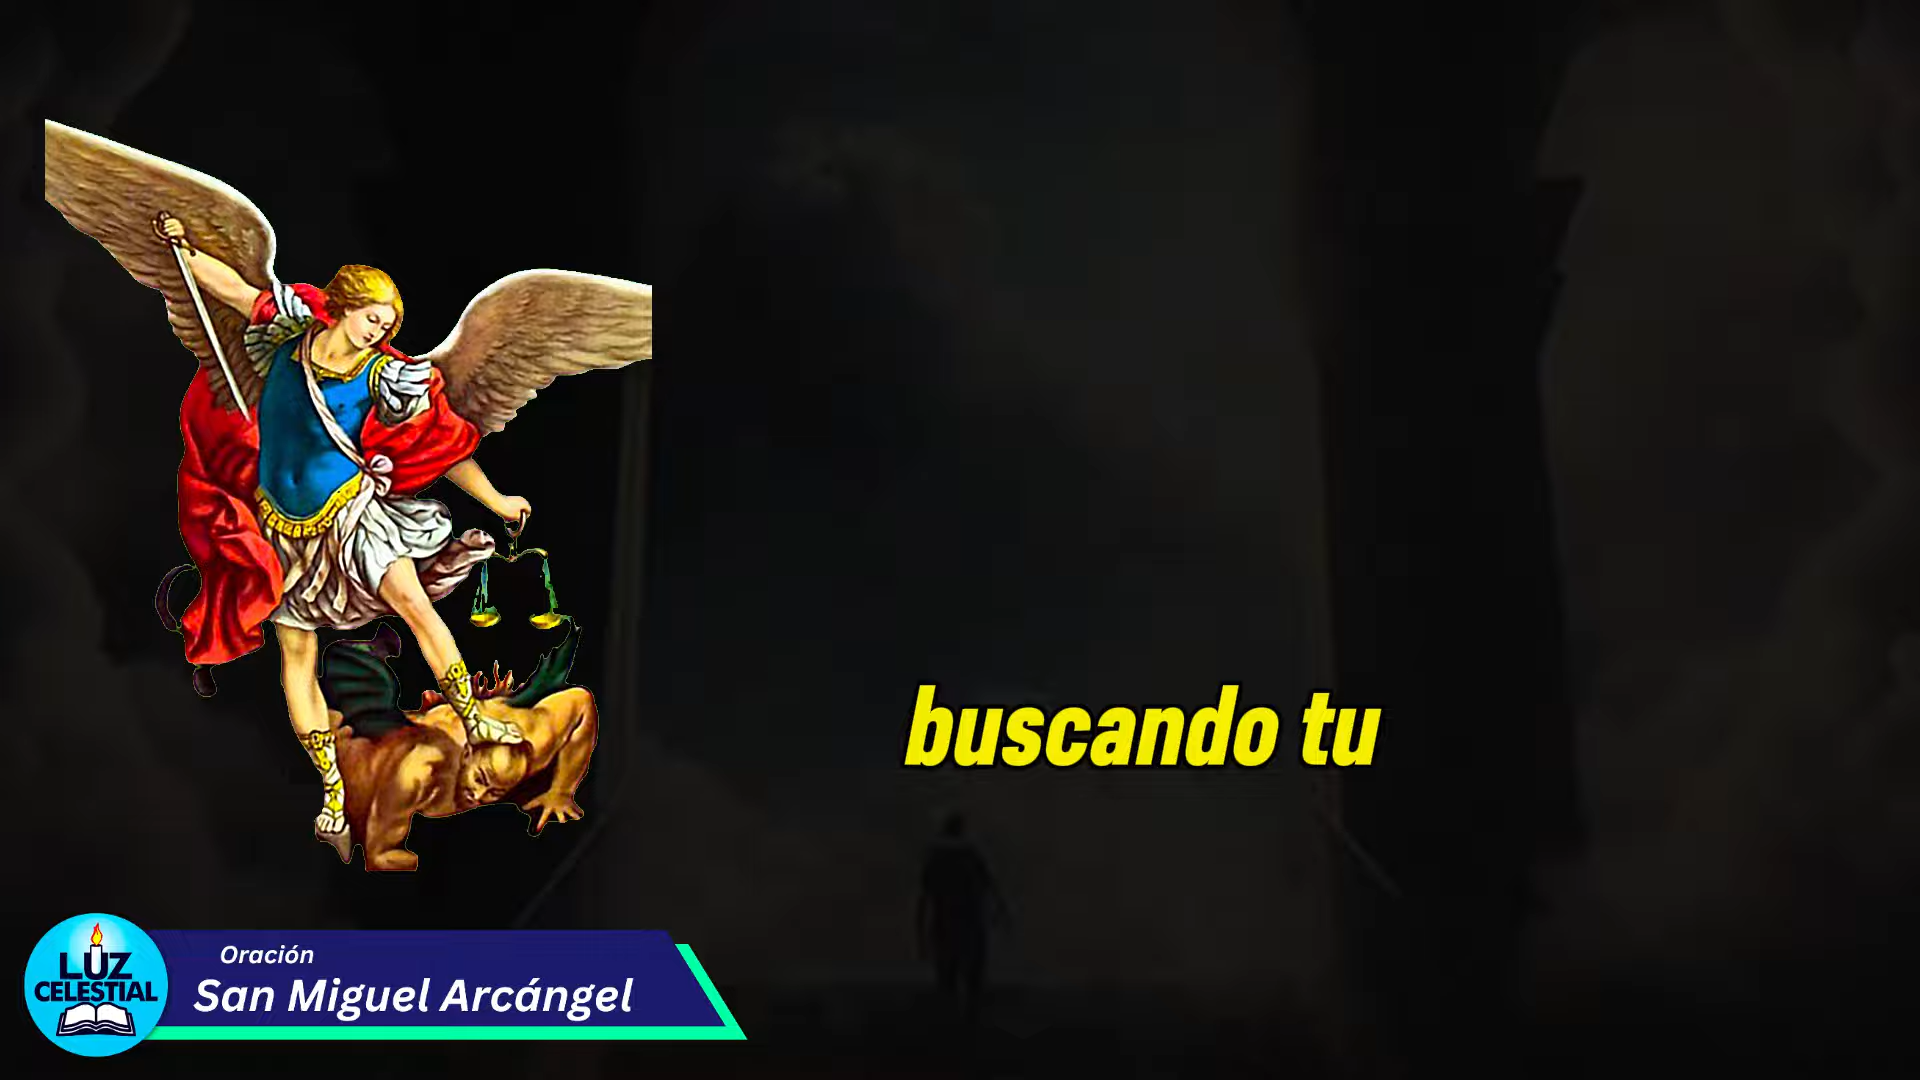 buscando tu
Oración
San Miguel Arcángel
LUZ
CELESTIAL